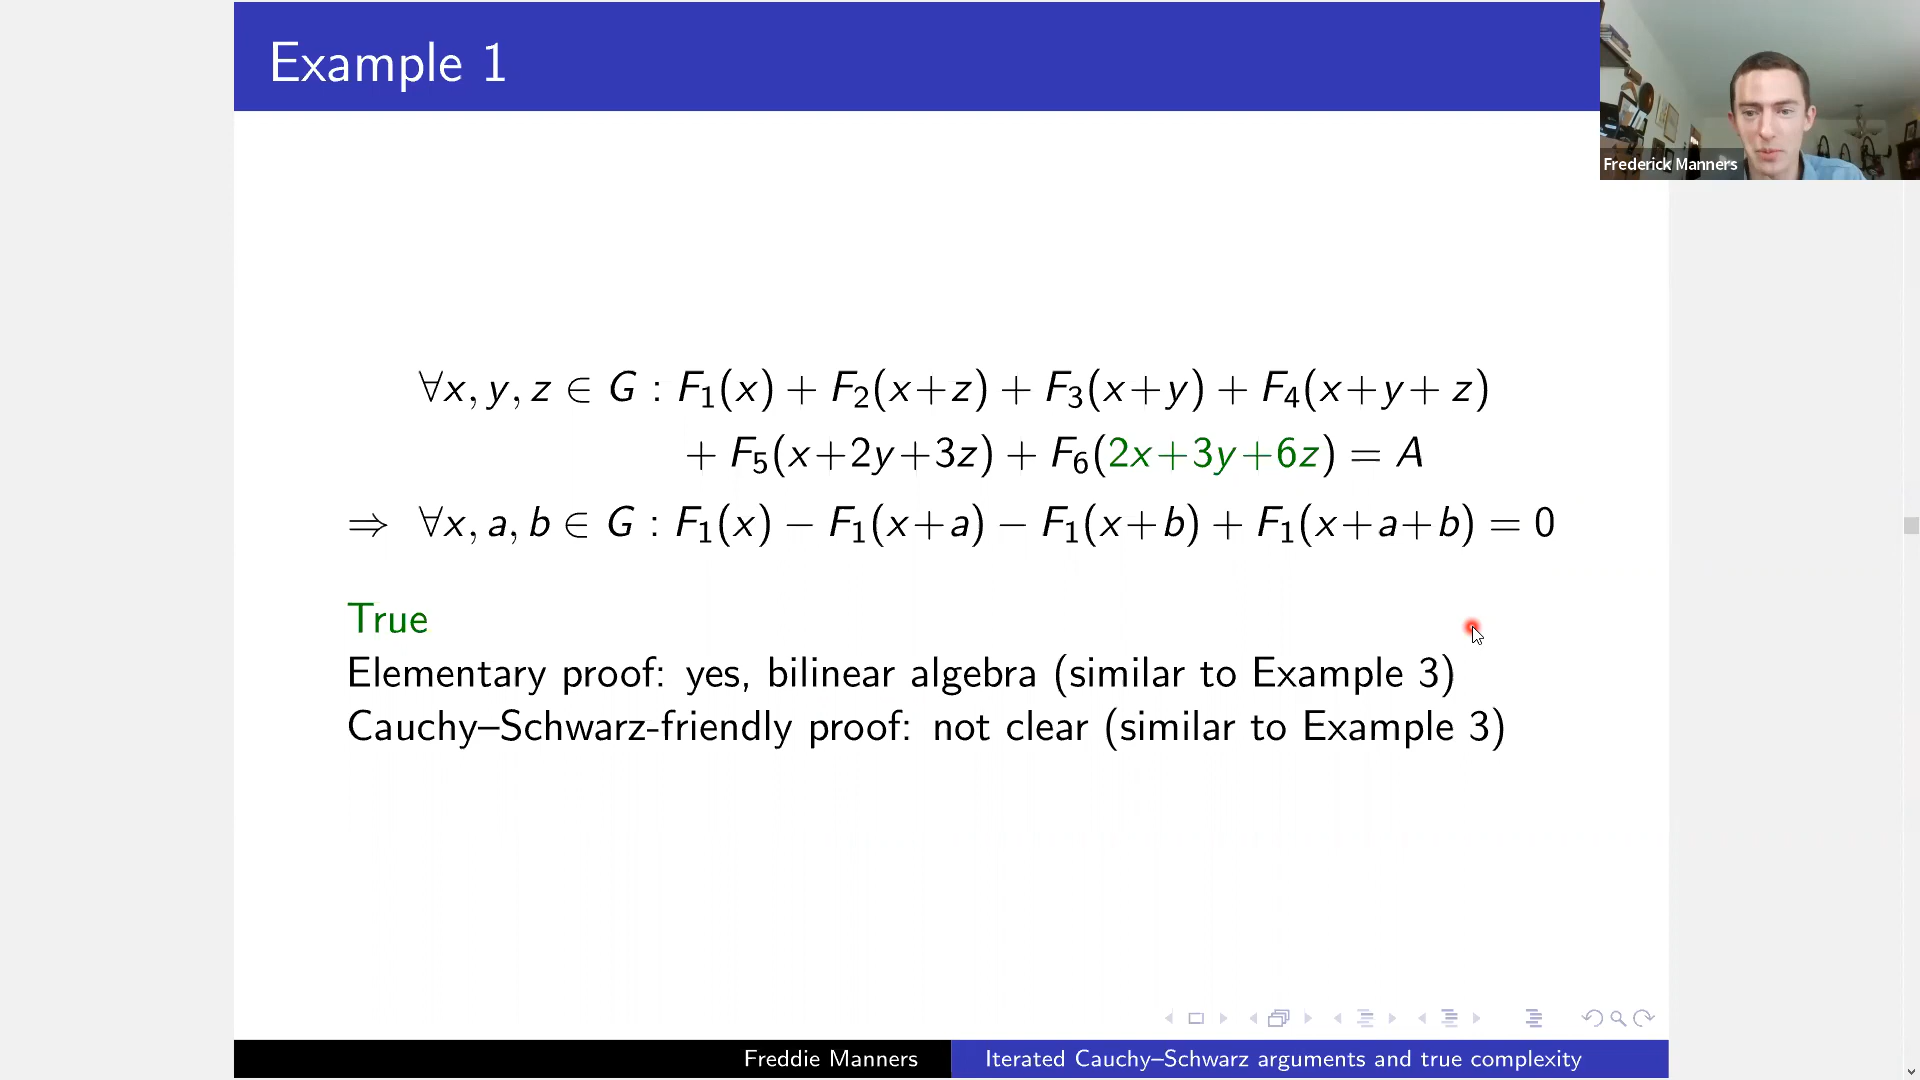 Example 1
Frederick Manners
∀x, y, z ∈ G : F₁(x) + F₂(x+z) + F₃(x+y) + F₄(x+y+z)
+ F₅(x+2y+3z) + F₆(2x+3y+6z) = A
⇒ ∀x, a, b ∈ G : F₁(x) − F₁(x+a) − F₁(x+b) + F₁(x+a+b) = 0
True
Elementary proof: yes, bilinear algebra (similar to Example 3)
Cauchy–Schwarz-friendly proof: not clear (similar to Example 3)
Freddie Manners
Iterated Cauchy–Schwarz arguments and true complexity